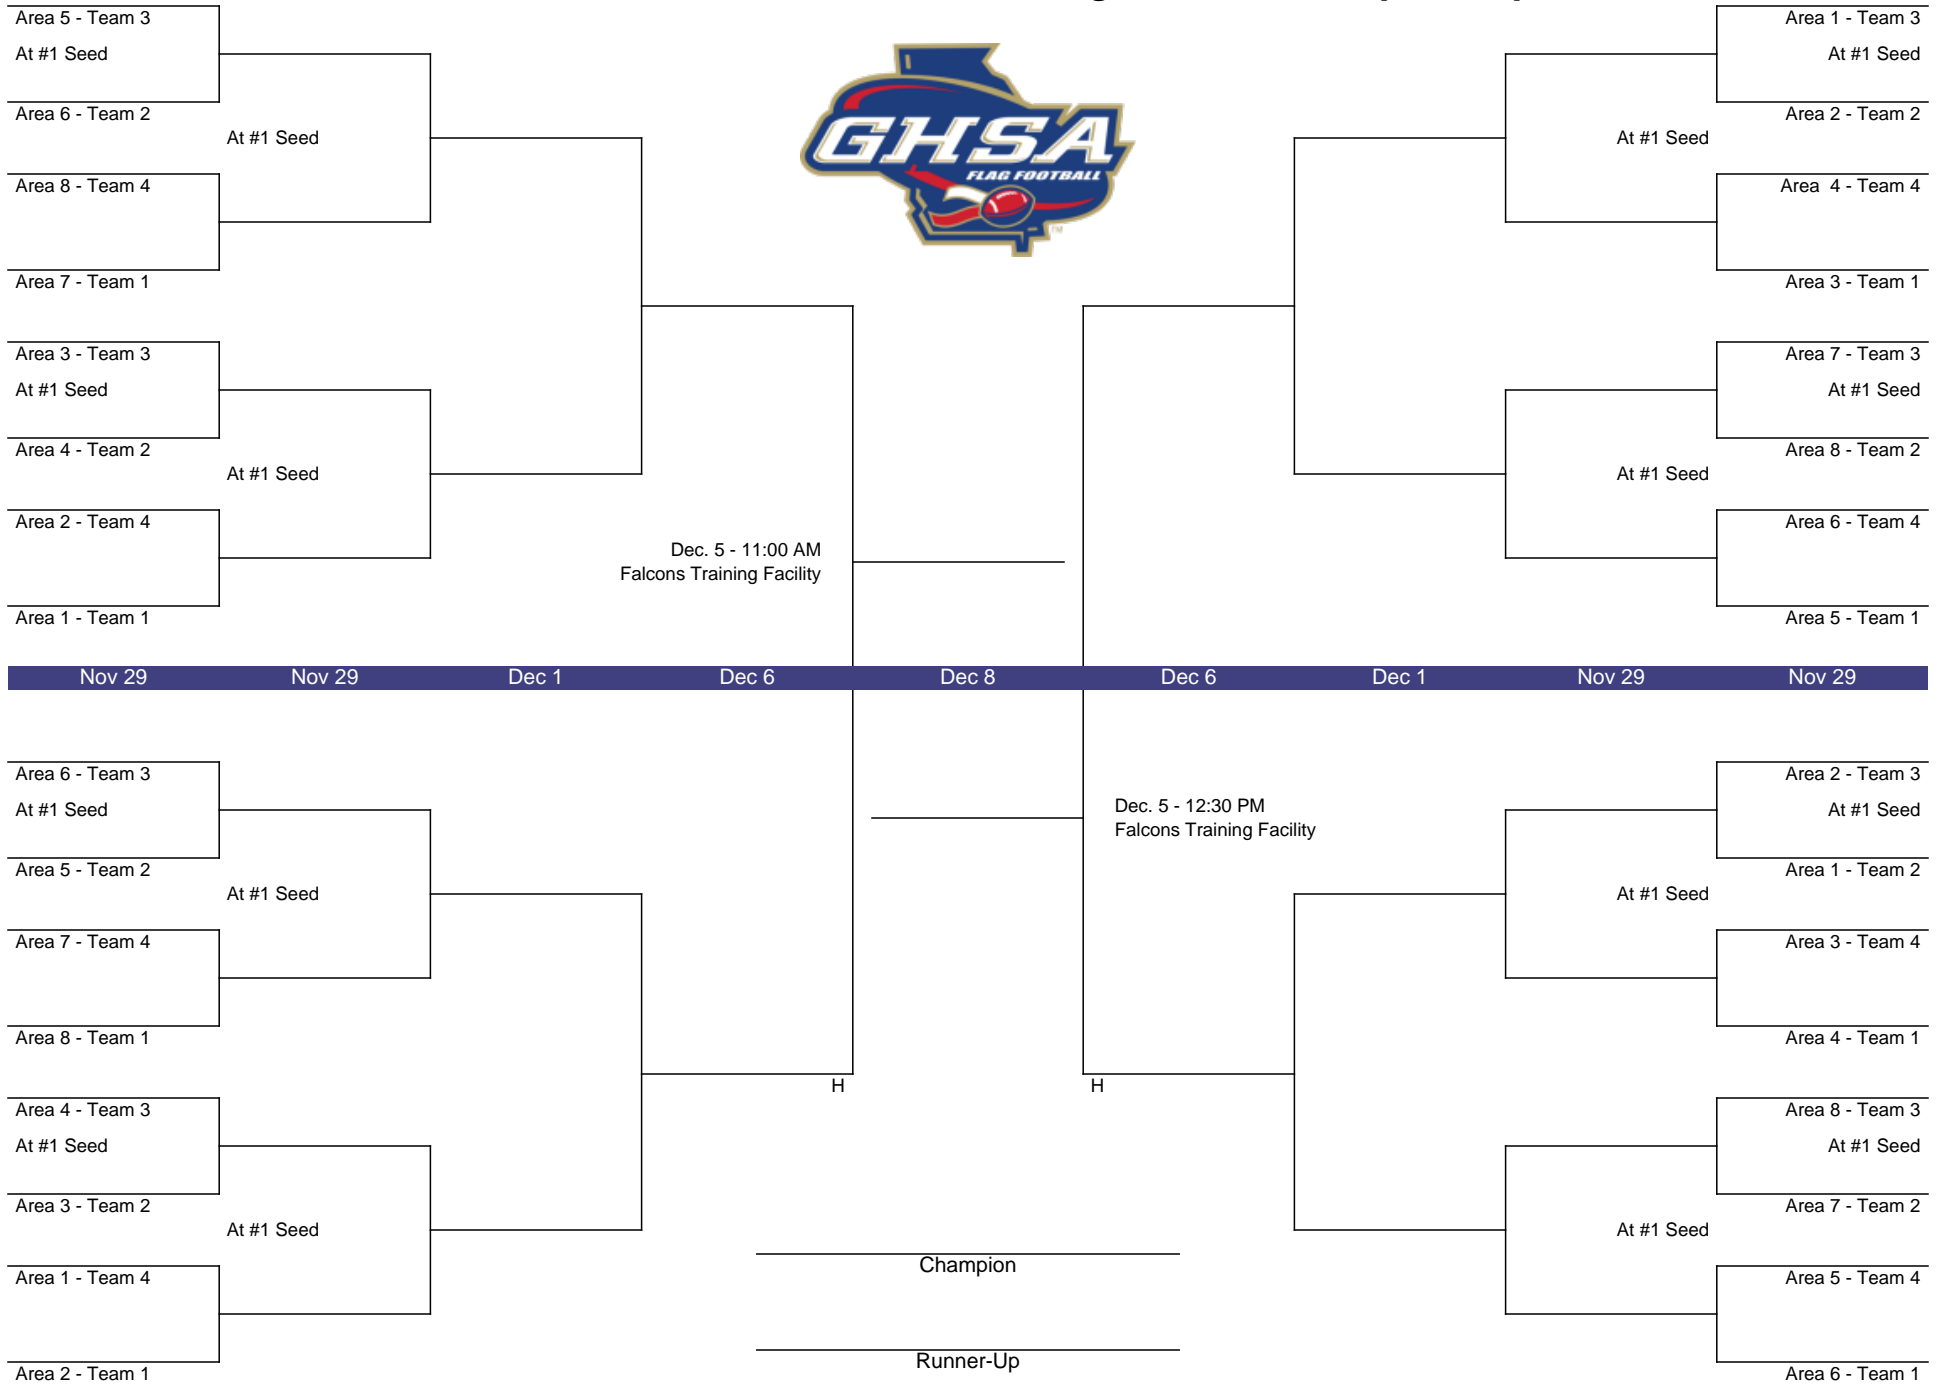 Area 5 - Team 3
At #1 Seed
Area 6 - Team 2
At #1 Seed
Area 8 - Team 4
Area 7 - Team 1
Area 3 - Team 3
At #1 Seed
Area 4 - Team 2
At #1 Seed
Area 2 - Team 4
Area 1 - Team 1
GHSA
FLAG FOOTBALL
TM
Dec. 5 - 11:00 AM
Falcons Training Facility
Area 1 - Team 3
At #1 Seed
Area 2 - Team 2
At #1 Seed
Area  4 - Team 4
Area 3 - Team 1
Area 7 - Team 3
At #1 Seed
Area 8 - Team 2
At #1 Seed
Area 6 - Team 4
Area 5 - Team 1
Nov 29 Nov 29 Dec 1 Dec 6 Dec 8 Dec 6 Dec 1 Nov 29 Nov 29
Area 6 - Team 3
At #1 Seed
Area 5 - Team 2
At #1 Seed
Area 7 - Team 4
Area 8 - Team 1
Area 4 - Team 3
At #1 Seed
Area 3 - Team 2
At #1 Seed
Area 1 - Team 4
Area 2 - Team 1
Dec. 5 - 12:30 PM
Falcons Training Facility
H
H
Champion
Runner-Up
Area 2 - Team 3
At #1 Seed
Area 1 - Team 2
At #1 Seed
Area 3 - Team 4
Area 4 - Team 1
Area 8 - Team 3
At #1 Seed
Area 7 - Team 2
At #1 Seed
Area 5 - Team 4
Area 6 - Team 1